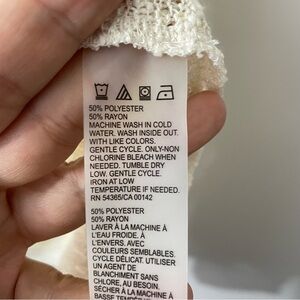 50% POLYESTER
50% RAYON
MACHINE WASH IN COLD
WATER. WASH INSIDE OUT.
WITH LIKE COLORS.
GENTLE CYCLE. ONLY-NON
CHLORINE BLEACH WHEN
NEEDED. TUMBLE DRY
LOW. GENTLE CYCLE.
IRON AT LOW
TEMPERATURE IF NEEDED.
RN 54365/CA 00142
50% POLYESTER
50% RAYON
LAVER À LA MACHINE À
L'EAU FROIDE. À
L'ENVERS. AVEC
COULEURS SEMBLABLES.
CYCLE DÉLICAT. UTILISER
UN AGENT DE
BLANCHIMENT SANS
CHLORE, AU BESOIN.
SÉCHER À LA MACHINE À
BASSE